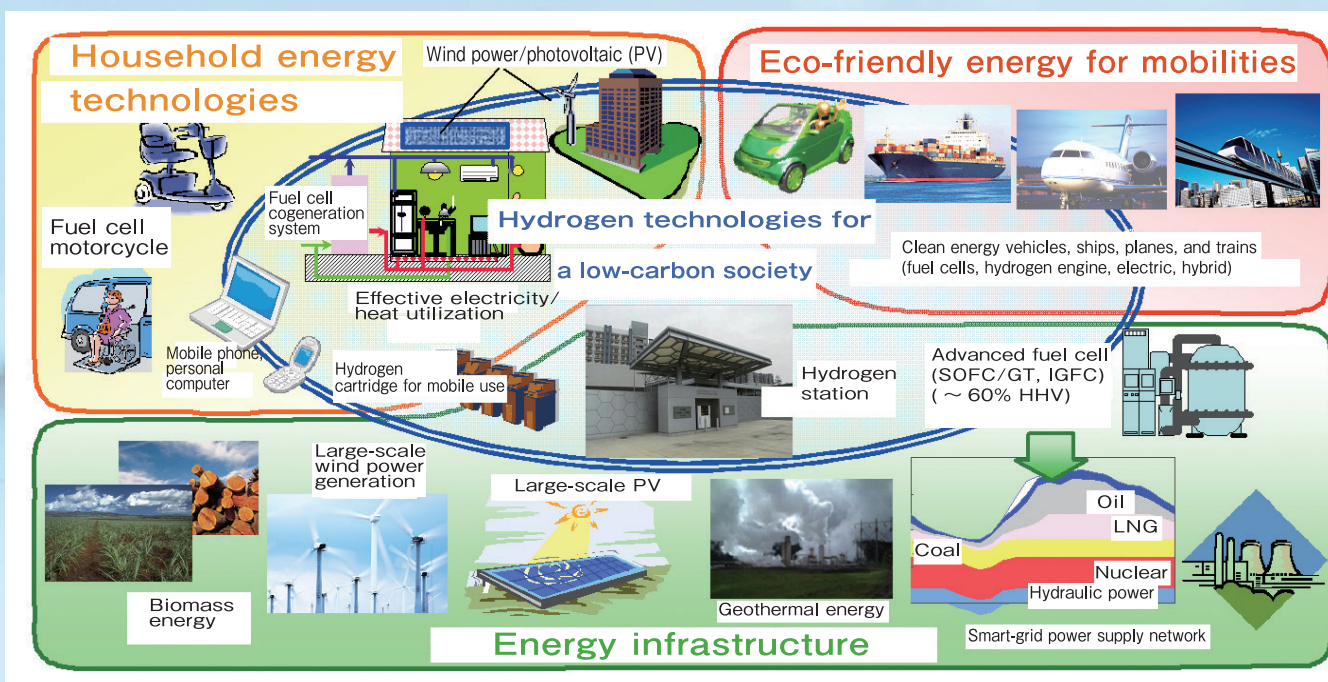 Household energy
technologies
Wind power/photovoltaic (PV)
Eco-friendly energy for mobilities
Fuel cell
cogeneration
system
Fuel cell
motorcycle
Hydrogen technologies for
a low-carbon society
Clean energy vehicles, ships, planes, and trains
(fuel cells, hydrogen engine, electric, hybrid)
Effective electricity/
heat utilization
Mobile phone,
personal
computer
Hydrogen
cartridge for mobile use
Hydrogen
station
Advanced fuel cell
(SOFC/GT, IGFC)
(～60% HHV)
Large-scale
wind power
generation
Large-scale PV
Oil
LNG
Coal
Nuclear
Hydraulic power
Biomass
energy
Geothermal energy
Smart-grid power supply network
Energy infrastructure